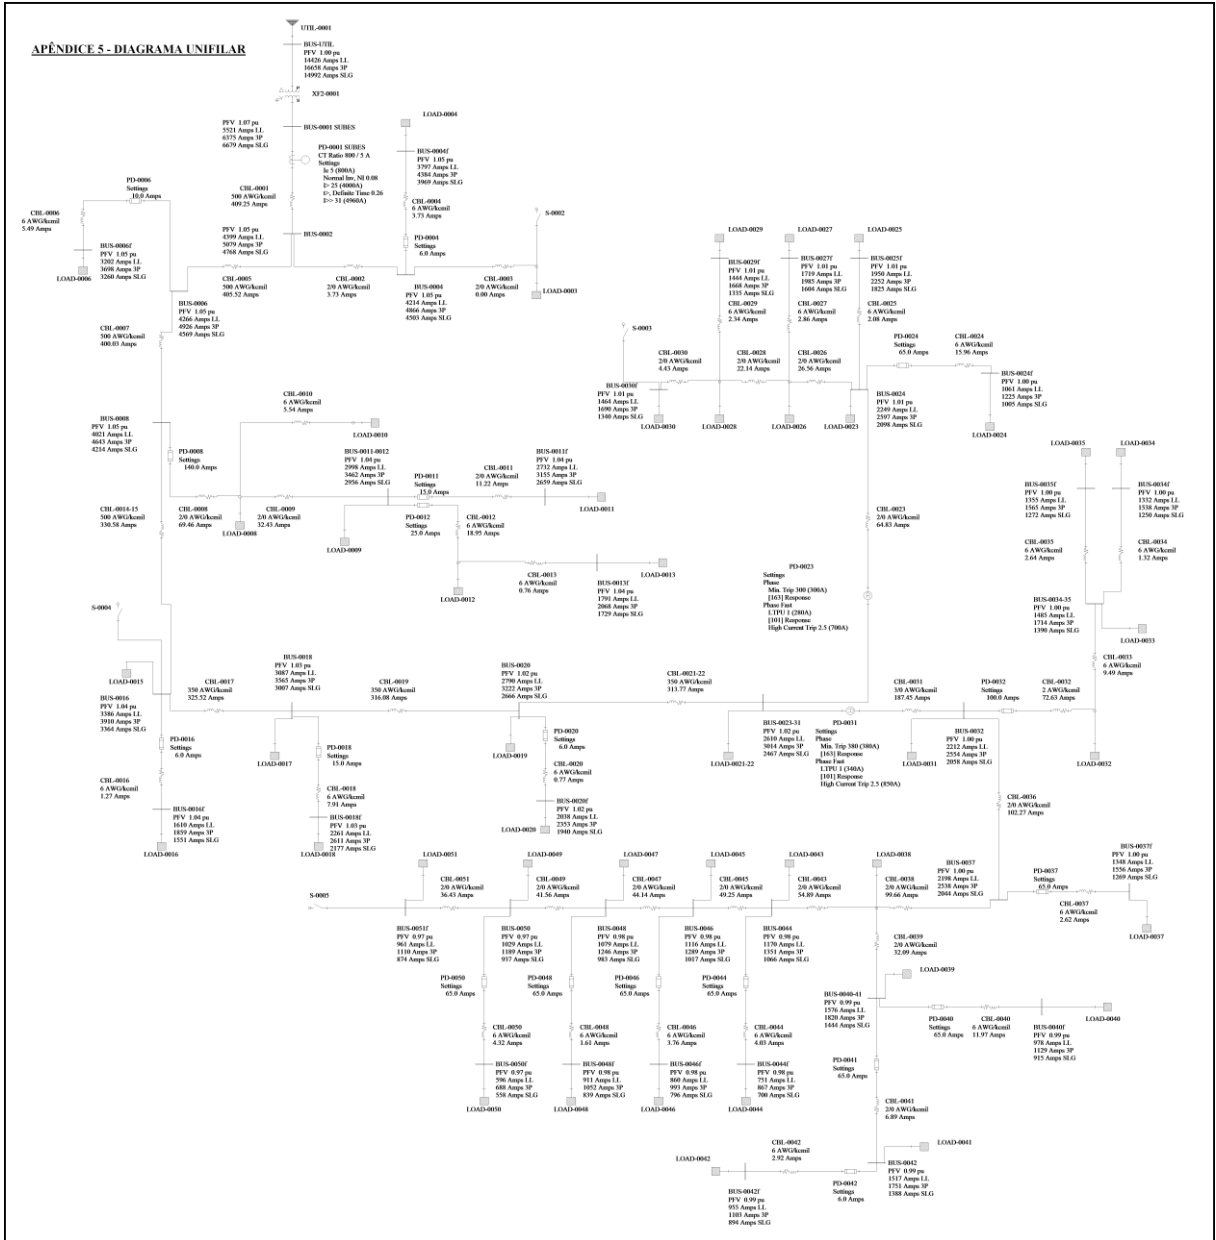 APÊNDICE 5 - DIAGRAMA UNIFILAR
UTIL-0001
BUS-UTIL
PFV 1.00 pu
14426 Amps LL
16658 Amps 3P
14992 Amps SLG
P
S
XF2-0001
PFV 1.07 pu
5521 Amps LL
6375 Amps 3P
6679 Amps SLG
BUS-0001 SUBES
PD-0001 SUBES
CT Ratio 800 / 5 A
Settings
Ie 5 (800A)
Normal Inv, NI 0.08
I> 25 (4000A)
t>, Definite Time 0.26
I>> 31 (4960A)
LOAD-0004
BUS-0004f
PFV 1.05 pu
3797 Amps LL
4384 Amps 3P
3969 Amps SLG
CBL-0001
500 AWG/kcmil
409.25 Amps
CBL-0004
6 AWG/kcmil
3.73 Amps
PD-0004
Settings
6.0 Amps
PD-0006
Settings
10.0 Amps
CBL-0006
6 AWG/kcmil
5.49 Amps
BUS-0006f
PFV 1.05 pu
3202 Amps LL
3698 Amps 3P
3260 Amps SLG
LOAD-0006
PFV 1.05 pu
4399 Amps LL
5079 Amps 3P
4768 Amps SLG
BUS-0002
S-0002
CBL-0005
500 AWG/kcmil
405.52 Amps
CBL-0002
2/0 AWG/kcmil
3.73 Amps
BUS-0004
PFV 1.05 pu
4214 Amps LL
4866 Amps 3P
4503 Amps SLG
CBL-0003
2/0 AWG/kcmil
0.00 Amps
LOAD-0003
BUS-0006
PFV 1.05 pu
4266 Amps LL
4926 Amps 3P
4569 Amps SLG
CBL-0007
500 AWG/kcmil
400.03 Amps
LOAD-0029
LOAD-0027
LOAD-0025
BUS-0029f
PFV 1.01 pu
1444 Amps LL
1668 Amps 3P
1335 Amps SLG
BUS-0027f
PFV 1.01 pu
1719 Amps LL
1985 Amps 3P
1604 Amps SLG
BUS-0025f
PFV 1.01 pu
1950 Amps LL
2252 Amps 3P
1825 Amps SLG
CBL-0029
6 AWG/kcmil
2.34 Amps
CBL-0027
6 AWG/kcmil
2.86 Amps
CBL-0025
6 AWG/kcmil
2.08 Amps
S-0003
CBL-0030
2/0 AWG/kcmil
4.43 Amps
CBL-0028
2/0 AWG/kcmil
22.14 Amps
CBL-0026
2/0 AWG/kcmil
26.56 Amps
PD-0024
Settings
65.0 Amps
CBL-0024
6 AWG/kcmil
15.96 Amps
BUS-0030f
PFV 1.01 pu
1464 Amps LL
1690 Amps 3P
1340 Amps SLG
LOAD-0030
LOAD-0028
LOAD-0026
LOAD-0023
BUS-0024
PFV 1.01 pu
2249 Amps LL
2597 Amps 3P
2098 Amps SLG
BUS-0024f
PFV 1.00 pu
1061 Amps LL
1225 Amps 3P
1005 Amps SLG
LOAD-0024
CBL-0010
6 AWG/kcmil
5.54 Amps
LOAD-0010
BUS-0008
PFV 1.05 pu
4021 Amps LL
4643 Amps 3P
4214 Amps SLG
PD-0008
Settings
140.0 Amps
BUS-0011-0012
PFV 1.04 pu
2998 Amps LL
3462 Amps 3P
2956 Amps SLG
PD-0011
Settings
15.0 Amps
CBL-0011
2/0 AWG/kcmil
11.22 Amps
BUS-0011f
PFV 1.04 pu
2732 Amps LL
3155 Amps 3P
2659 Amps SLG
LOAD-0011
CBL-0014-15
500 AWG/kcmil
330.58 Amps
CBL-0008
2/0 AWG/kcmil
69.46 Amps
CBL-0009
2/0 AWG/kcmil
32.43 Amps
LOAD-0008
LOAD-0009
PD-0012
Settings
25.0 Amps
CBL-0012
6 AWG/kcmil
18.95 Amps
CBL-0013
6 AWG/kcmil
0.76 Amps
LOAD-0012
BUS-0013f
PFV 1.04 pu
1791 Amps LL
2068 Amps 3P
1729 Amps SLG
LOAD-0013
CBL-0023
2/0 AWG/kcmil
64.83 Amps
PD-0023
Settings
Phase
Min. Trip 300 (300A)
[163] Response
Phase Fast
LTPU 1 (280A)
[101] Response
High Current Trip 2.5 (700A)
LOAD-0035
LOAD-0034
BUS-0035f
PFV 1.00 pu
1355 Amps LL
1565 Amps 3P
1272 Amps SLG
BUS-0034f
PFV 1.00 pu
1332 Amps LL
1538 Amps 3P
1250 Amps SLG
CBL-0035
6 AWG/kcmil
2.64 Amps
CBL-0034
6 AWG/kcmil
1.32 Amps
BUS-0034-35
PFV 1.00 pu
1485 Amps LL
1714 Amps 3P
1390 Amps SLG
LOAD-0033
CBL-0033
6 AWG/kcmil
9.49 Amps
S-0004
LOAD-0015
BUS-0016
PFV 1.04 pu
3386 Amps LL
3910 Amps 3P
3364 Amps SLG
CBL-0017
350 AWG/kcmil
325.52 Amps
BUS-0018
PFV 1.03 pu
3087 Amps LL
3565 Amps 3P
3007 Amps SLG
CBL-0019
350 AWG/kcmil
316.08 Amps
BUS-0020
PFV 1.02 pu
2790 Amps LL
3222 Amps 3P
2666 Amps SLG
CBL-0021-22
350 AWG/kcmil
313.77 Amps
CBL-0031
3/0 AWG/kcmil
187.45 Amps
PD-0032
Settings
100.0 Amps
CBL-0032
2 AWG/kcmil
72.63 Amps
PD-0016
Settings
6.0 Amps
CBL-0016
6 AWG/kcmil
1.27 Amps
BUS-0016f
PFV 1.04 pu
1610 Amps LL
1859 Amps 3P
1551 Amps SLG
LOAD-0016
LOAD-0017
PD-0018
Settings
15.0 Amps
CBL-0018
6 AWG/kcmil
7.91 Amps
BUS-0018f
PFV 1.03 pu
2261 Amps LL
2611 Amps 3P
2177 Amps SLG
LOAD-0018
LOAD-0019
PD-0020
Settings
6.0 Amps
CBL-0020
6 AWG/kcmil
0.77 Amps
BUS-0020f
PFV 1.02 pu
2038 Amps LL
2353 Amps 3P
1940 Amps SLG
LOAD-0020
LOAD-0021-22
BUS-0023-31
PFV 1.02 pu
2610 Amps LL
3014 Amps 3P
2467 Amps SLG
PD-0031
Settings
Phase
Min. Trip 380 (380A)
[163] Response
Phase Fast
LTPU 1 (340A)
[101] Response
High Current Trip 2.5 (850A)
LOAD-0031
BUS-0032
PFV 1.00 pu
2212 Amps LL
2554 Amps 3P
2058 Amps SLG
LOAD-0032
CBL-0036
2/0 AWG/kcmil
102.27 Amps
LOAD-0051
LOAD-0049
LOAD-0047
LOAD-0045
LOAD-0043
LOAD-0038
S-0005
CBL-0051
2/0 AWG/kcmil
36.43 Amps
CBL-0049
2/0 AWG/kcmil
41.56 Amps
CBL-0047
2/0 AWG/kcmil
44.14 Amps
CBL-0045
2/0 AWG/kcmil
49.25 Amps
CBL-0043
2/0 AWG/kcmil
54.89 Amps
CBL-0038
2/0 AWG/kcmil
99.66 Amps
BUS-0037
PFV 1.00 pu
2198 Amps LL
2538 Amps 3P
2044 Amps SLG
PD-0037
Settings
65.0 Amps
CBL-0037
6 AWG/kcmil
2.62 Amps
BUS-0037f
PFV 1.00 pu
1348 Amps LL
1556 Amps 3P
1269 Amps SLG
LOAD-0037
BUS-0051f
PFV 0.97 pu
961 Amps LL
1110 Amps 3P
874 Amps SLG
BUS-0050
PFV 0.97 pu
1029 Amps LL
1189 Amps 3P
937 Amps SLG
BUS-0048
PFV 0.98 pu
1079 Amps LL
1246 Amps 3P
983 Amps SLG
BUS-0046
PFV 0.98 pu
1116 Amps LL
1289 Amps 3P
1017 Amps SLG
BUS-0044
PFV 0.98 pu
1170 Amps LL
1351 Amps 3P
1066 Amps SLG
CBL-0039
2/0 AWG/kcmil
32.09 Amps
LOAD-0039
PD-0050
Settings
65.0 Amps
PD-0048
Settings
65.0 Amps
PD-0046
Settings
65.0 Amps
PD-0044
Settings
65.0 Amps
BUS-0040-41
PFV 0.99 pu
1576 Amps LL
1820 Amps 3P
1444 Amps SLG
PD-0040
Settings
65.0 Amps
CBL-0040
6 AWG/kcmil
11.97 Amps
BUS-0040f
PFV 0.99 pu
978 Amps LL
1129 Amps 3P
915 Amps SLG
LOAD-0040
CBL-0050
6 AWG/kcmil
4.32 Amps
CBL-0048
6 AWG/kcmil
1.61 Amps
CBL-0046
6 AWG/kcmil
3.76 Amps
CBL-0044
6 AWG/kcmil
4.03 Amps
PD-0041
Settings
65.0 Amps
BUS-0050f
PFV 0.97 pu
596 Amps LL
688 Amps 3P
558 Amps SLG
LOAD-0050
BUS-0048f
PFV 0.98 pu
911 Amps LL
1052 Amps 3P
839 Amps SLG
LOAD-0048
BUS-0046f
PFV 0.98 pu
860 Amps LL
993 Amps 3P
796 Amps SLG
LOAD-0046
BUS-0044f
PFV 0.98 pu
751 Amps LL
867 Amps 3P
700 Amps SLG
LOAD-0044
CBL-0041
2/0 AWG/kcmil
6.89 Amps
LOAD-0041
LOAD-0042
CBL-0042
6 AWG/kcmil
2.92 Amps
PD-0042
Settings
6.0 Amps
BUS-0042
PFV 0.99 pu
1517 Amps LL
1751 Amps 3P
1388 Amps SLG
BUS-0042f
PFV 0.99 pu
955 Amps LL
1103 Amps 3P
894 Amps SLG